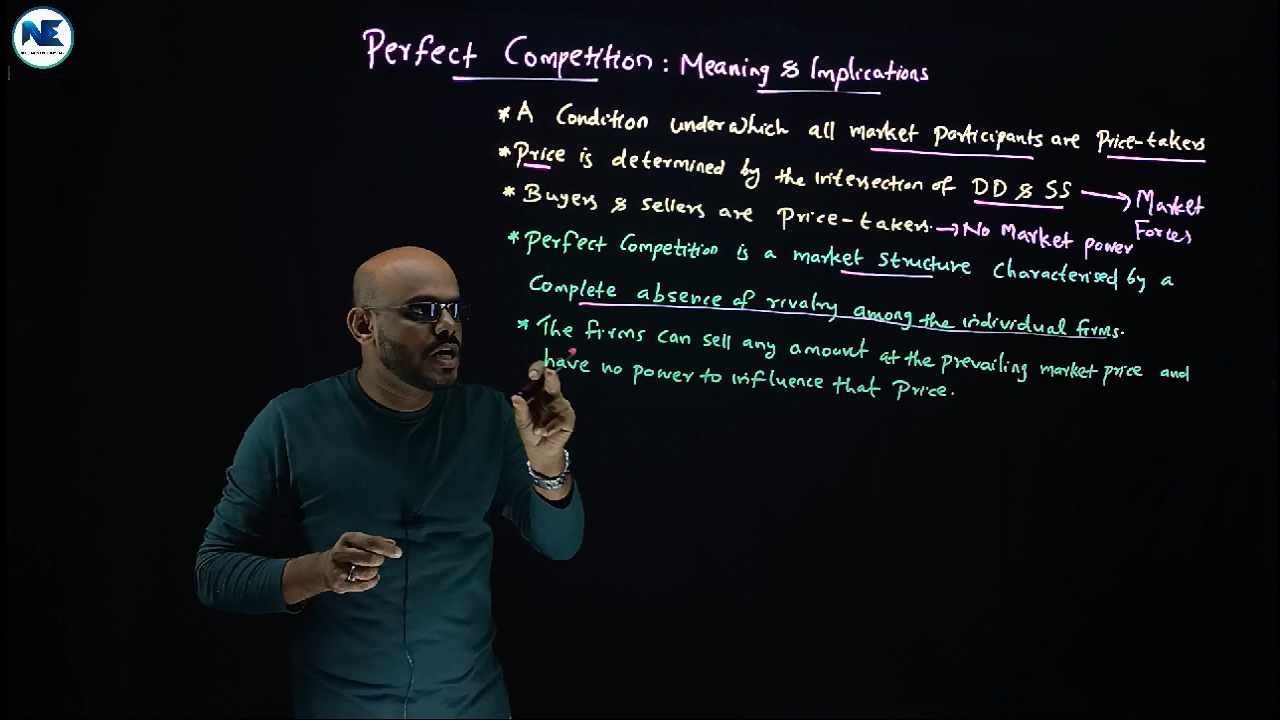 NE
Perfect Competition : Meaning & Implications
* A Condition under which all market participants are Price-takers
* Price is determined by the intersection of DD & SS → Market Forces
* Buyers & sellers are Price-takers. → No Market power
* Perfect Competition is a market structure characterised by a
Complete absence of rivalry among the individual firms.
* The firms can sell any amount at the prevailing market price and
have no power to influence that Price.